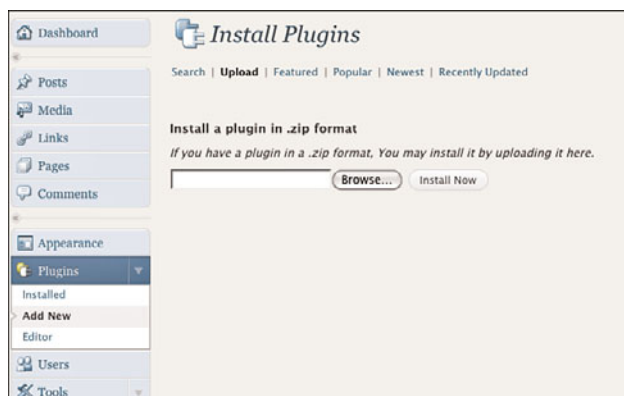 Dashboard
Posts
Media
Links
Pages
Comments
Appearance
Plugins
Installed
Add New
Editor
Users
Tools
Install Plugins
Search | Upload | Featured | Popular | Newest | Recently Updated
Install a plugin in .zip format
If you have a plugin in a .zip format, You may install it by uploading it here.
Browse... Install Now